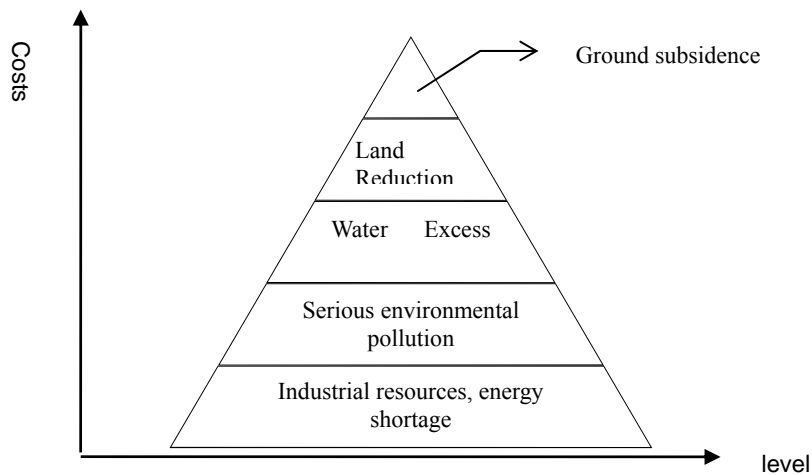 Costs
Ground subsidence
Land
Reduction
Water Excess
Serious environmental
pollution
Industrial resources, energy
shortage
level